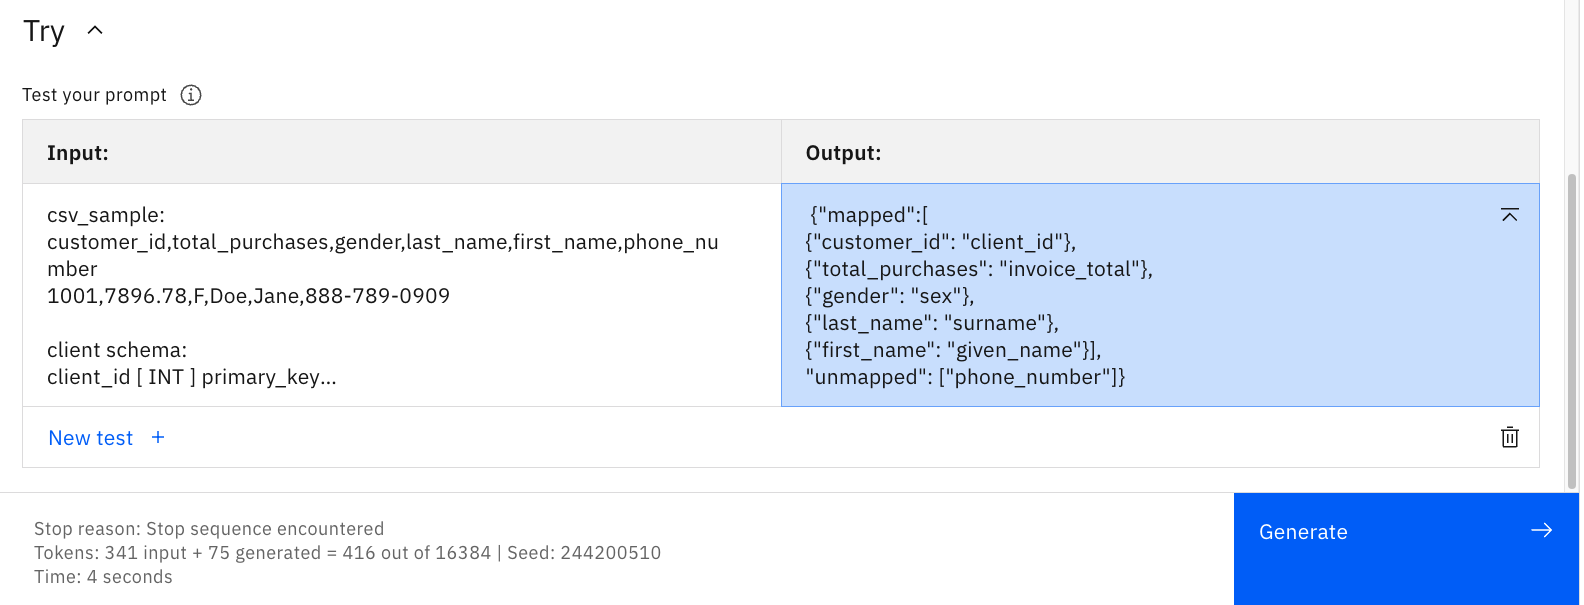 Try
Test your prompt
Input:
Output:
csv_sample:
customer_id,total_purchases,gender,last_name,first_name,phone_nu
mber
1001,7896.78,F,Doe,Jane,888-789-0909
client schema:
client_id [ INT ] primary_key...
{"mapped":[
{"customer_id": "client_id"},
{"total_purchases": "invoice_total"},
{"gender": "sex"},
{"last_name": "surname"},
{"first_name": "given_name"}],
"unmapped": ["phone_number"]}
New test +
Stop reason: Stop sequence encountered
Tokens: 341 input + 75 generated = 416 out of 16384 | Seed: 244200510
Time: 4 seconds
Generate